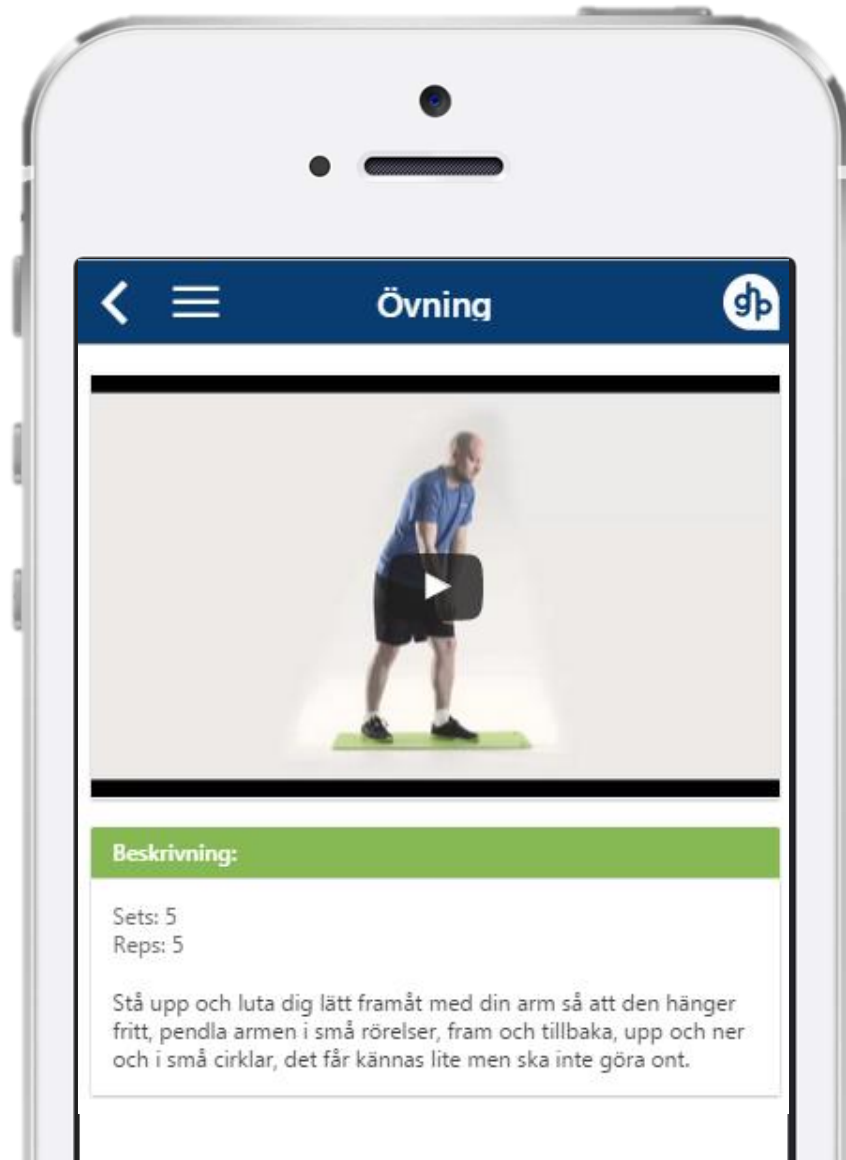 Övning
ghp
Beskrivning:
Sets: 5
Reps: 5
Stå upp och luta dig lätt framåt med din arm så att den hänger
fritt, pendla armen i små rörelser, fram och tillbaka, upp och ner
och i små cirklar, det får kännas lite men ska inte göra ont.